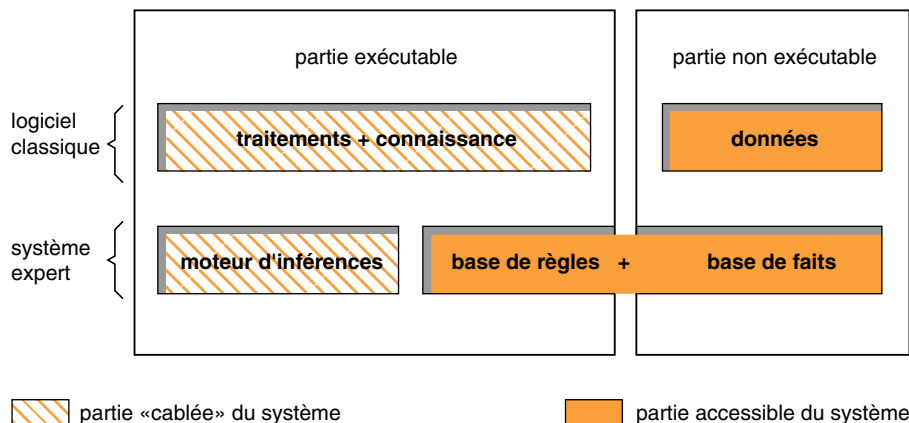 partie exécutable
partie non exécutable
logiciel
classique
traitements + connaissance
données
système
expert
moteur d'inférences
base de règles + base de faits
partie «cablée» du système
partie accessible du système